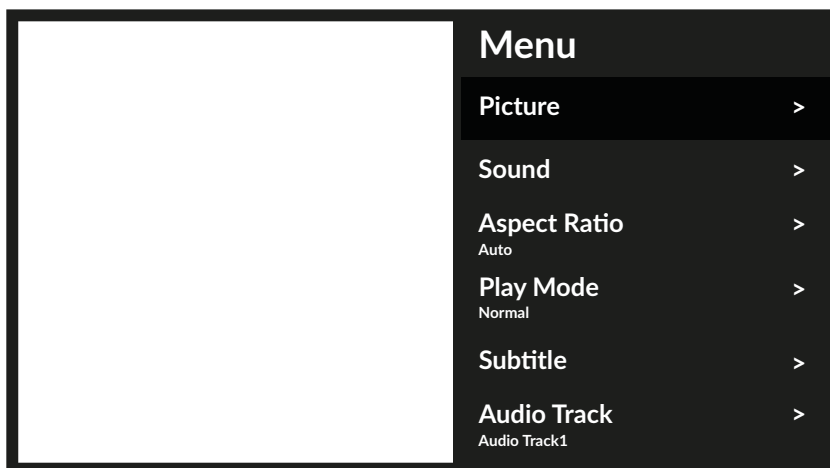 Menu
Picture >
Sound >
Aspect Ratio >
Auto
Play Mode >
Normal
Subtitle >
Audio Track >
Audio Track1